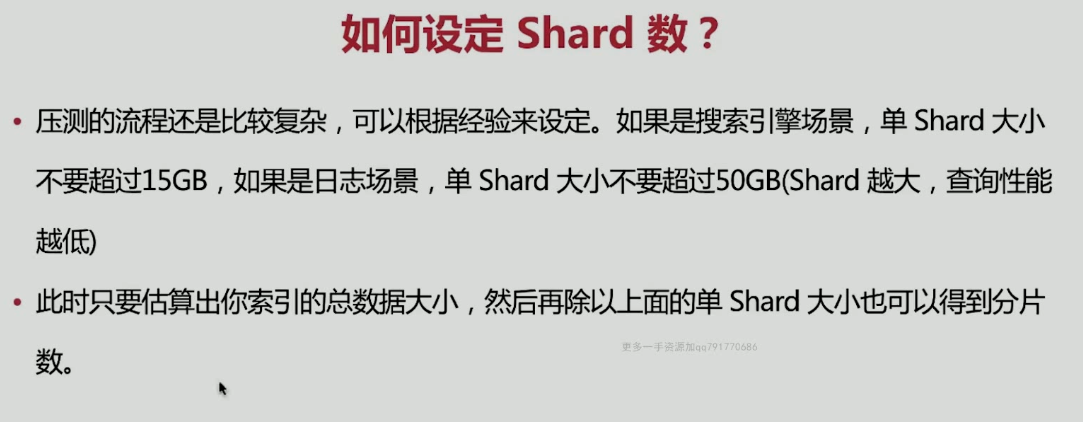 如何设定 Shard 数？
• 压测的流程还是比较复杂，可以根据经验来设定。如果是搜索引擎场景，单 Shard 大小
不要超过15GB，如果是日志场景，单 Shard 大小不要超过50GB(Shard 越大，查询性能
越低)
• 此时只要估算出你索引的总数据大小，然后再除以上面的单 Shard 大小也可以得到分片
数。
更多一手资源加qq791770686